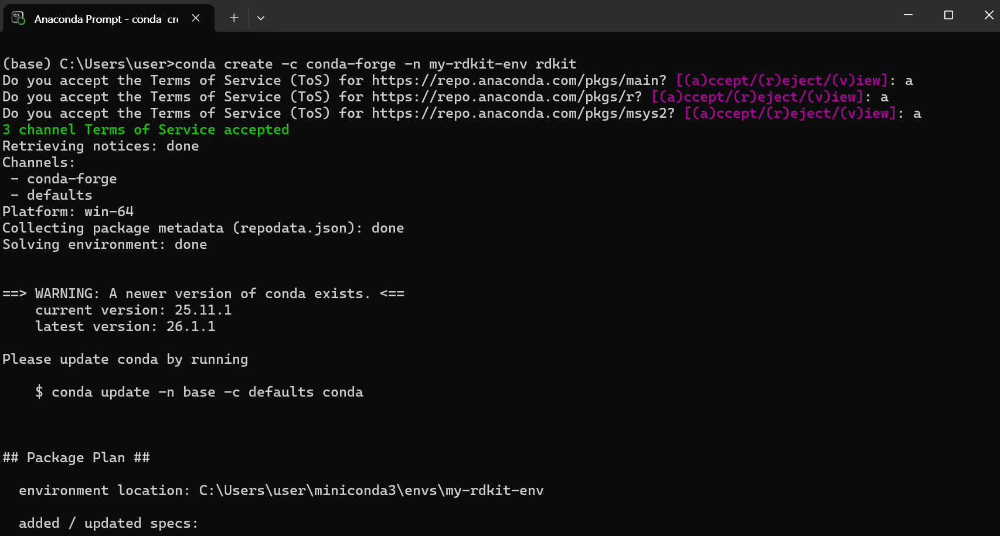 Anaconda Prompt - conda cr
(base) C:\Users\user>conda create -c conda-forge -n my-rdkit-env rdkit
Do you accept the Terms of Service (ToS) for https://repo.anaconda.com/pkgs/main? [(a)ccept/(r)eject/(v)iew]: a
Do you accept the Terms of Service (ToS) for https://repo.anaconda.com/pkgs/r? [(a)ccept/(r)eject/(v)iew]: a
Do you accept the Terms of Service (ToS) for https://repo.anaconda.com/pkgs/msys2? [(a)ccept/(r)eject/(v)iew]: a
3 channel Terms of Service accepted
Retrieving notices: done
Channels:
 - conda-forge
 - defaults
Platform: win-64
Collecting package metadata (repodata.json): done
Solving environment: done
==> WARNING: A newer version of conda exists. <==
    current version: 25.11.1
    latest version: 26.1.1
Please update conda by running
    $ conda update -n base -c defaults conda
## Package Plan ##
  environment location: C:\Users\user\miniconda3\envs\my-rdkit-env
  added / updated specs: